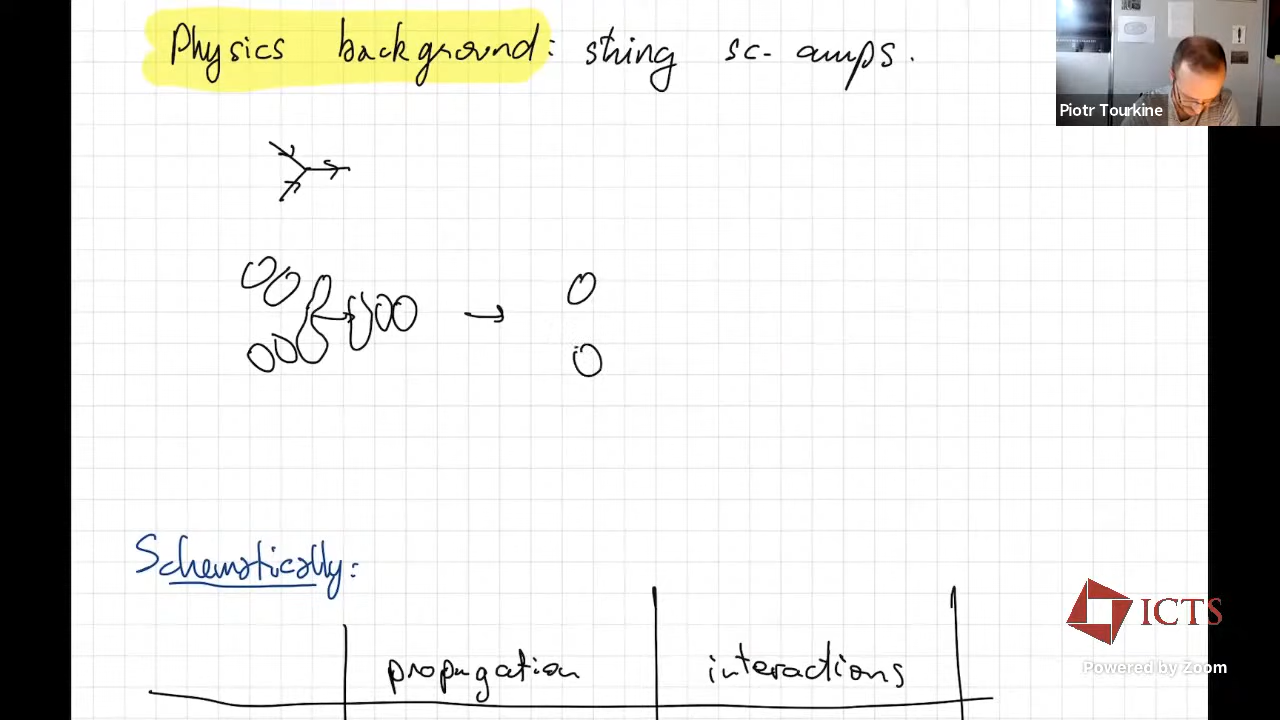 Physics background: string sc. amps.
Piotr Tourkine
Schematically:
propagation interactions
ICTS
Powered by Zoom